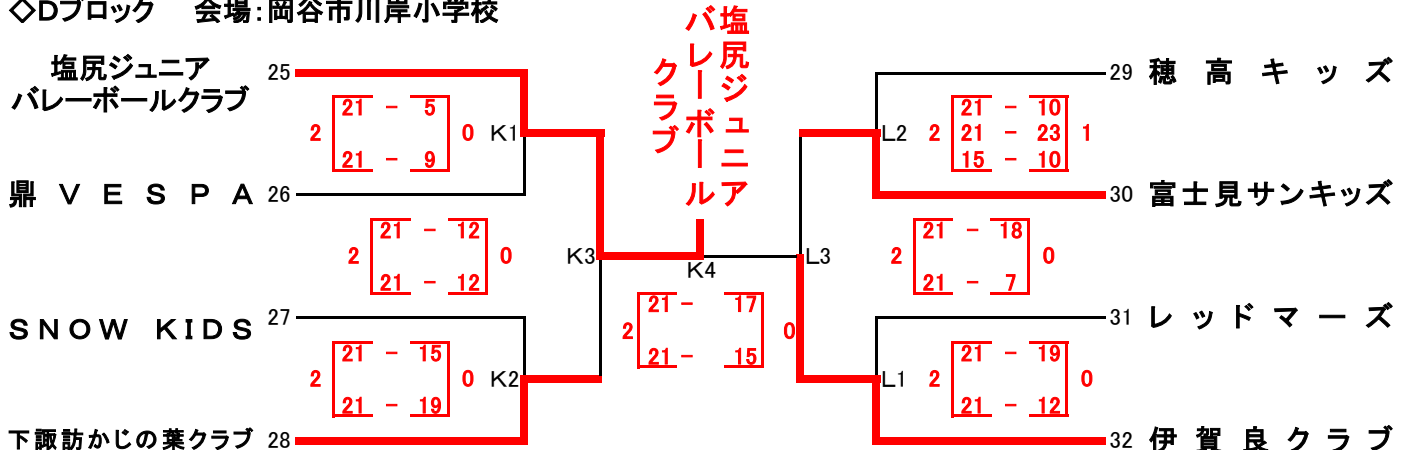 ◇Dブロック 会場:岡谷市川岸小学校
塩尻ジュニア
バレーボール
クラブ
塩尻ジュニア
バレーボールクラブ
25
21 - 5
2 0 K1
21 - 9
鼎VESPA 26
2 21 - 12 0
21 - 12
K3
SNOW KIDS 27
21 - 15
2 0 K2
21 - 19
下諏訪かじの葉クラブ 28
K4
21 - 17
2 0
21 - 15
29 穂高キッズ
21 - 10
L2 2 21 - 23 1
15 - 10
30 富士見サンキッズ
L3
21 - 18
2 0
21 - 7
31 レッドマーズ
21 - 19
L1 2 0
21 - 12
32 伊賀良クラブ